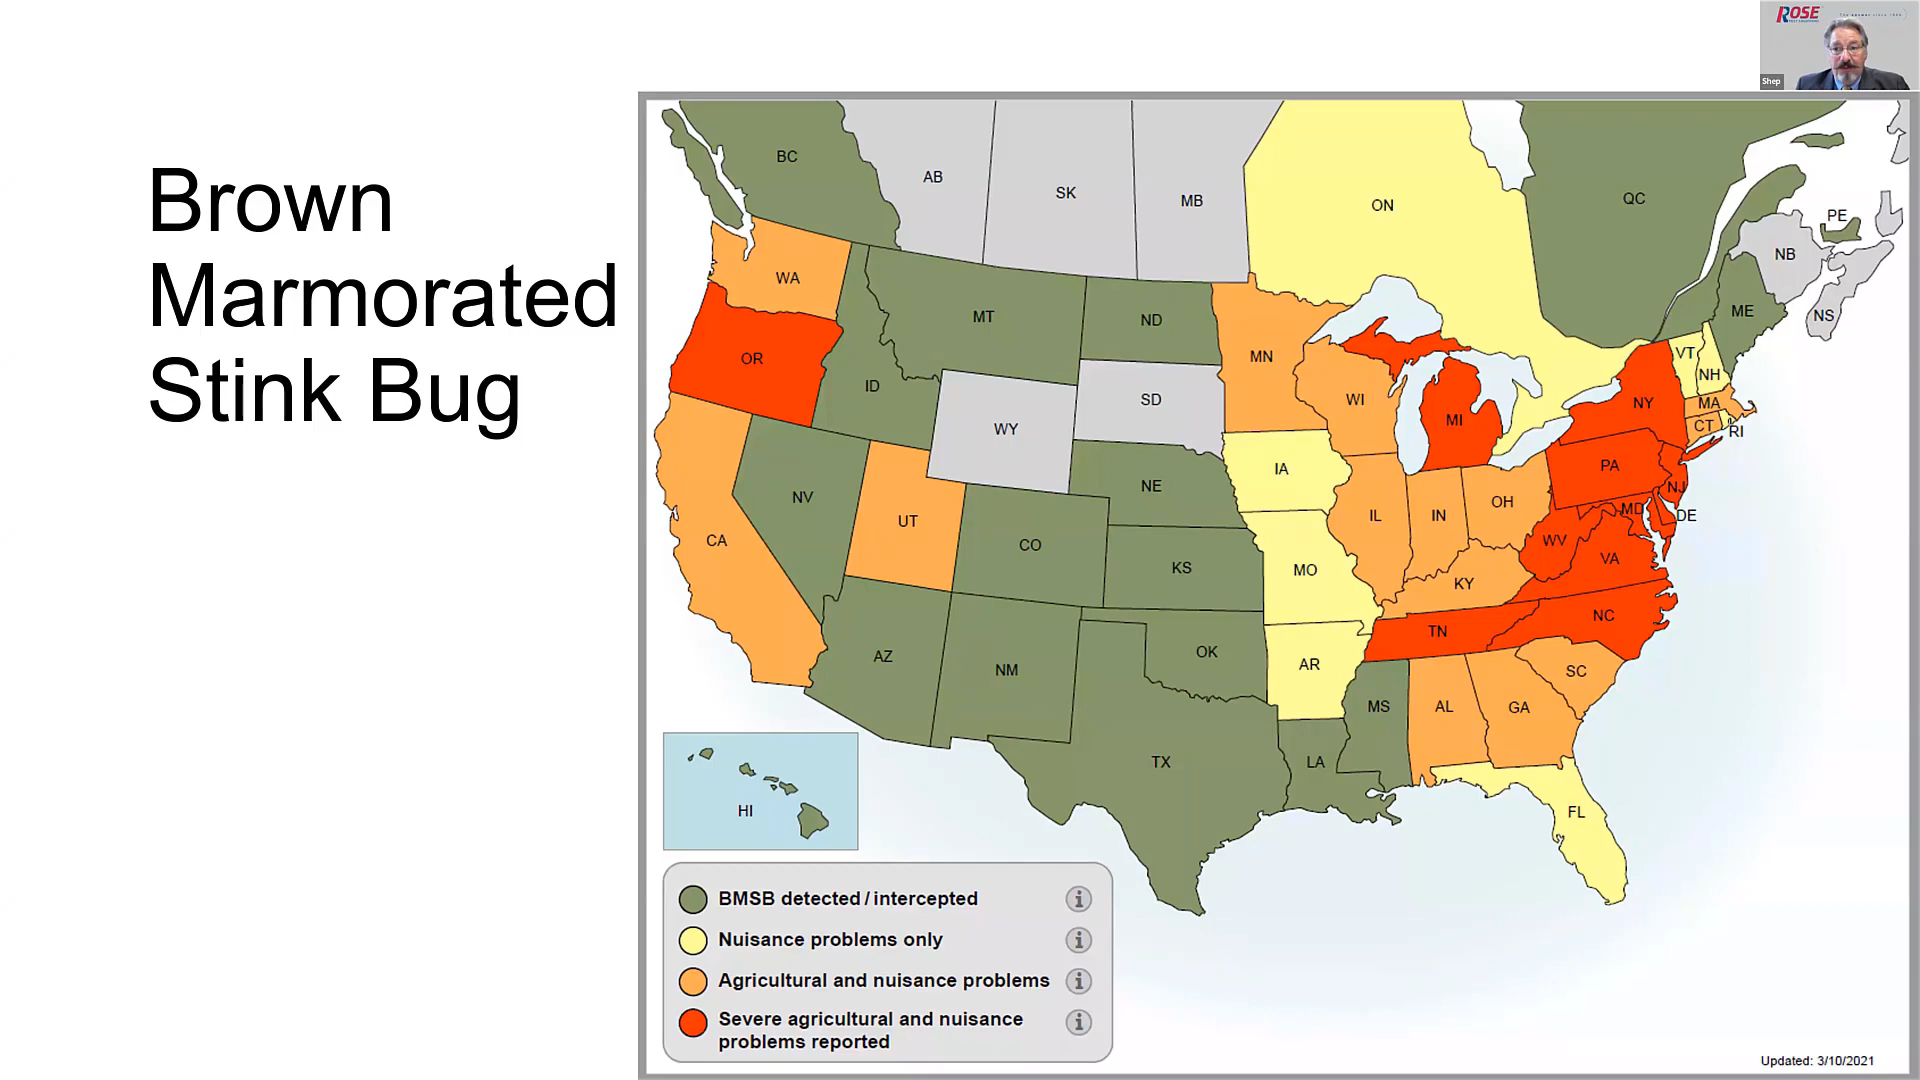 ROSE
Shep
Brown
Marmorated
Stink Bug
BC
AB
SK
MB
ON
QC
PE
NB
NS
ME
WA
MT
ND
MN
VT
NH
OR
ID
SD
WI
MI
NY
MA
CT
RI
WY
IA
PA
NJ
NV
NE
IL
IN
OH
MD
DE
CA
UT
CO
KS
MO
KY
WV
VA
AZ
NM
OK
AR
TN
NC
SC
MS
AL
GA
TX
LA
FL
HI
BMSB detected / intercepted
Nuisance problems only
Agricultural and nuisance problems
Severe agricultural and nuisance
problems reported
Updated: 3/10/2021